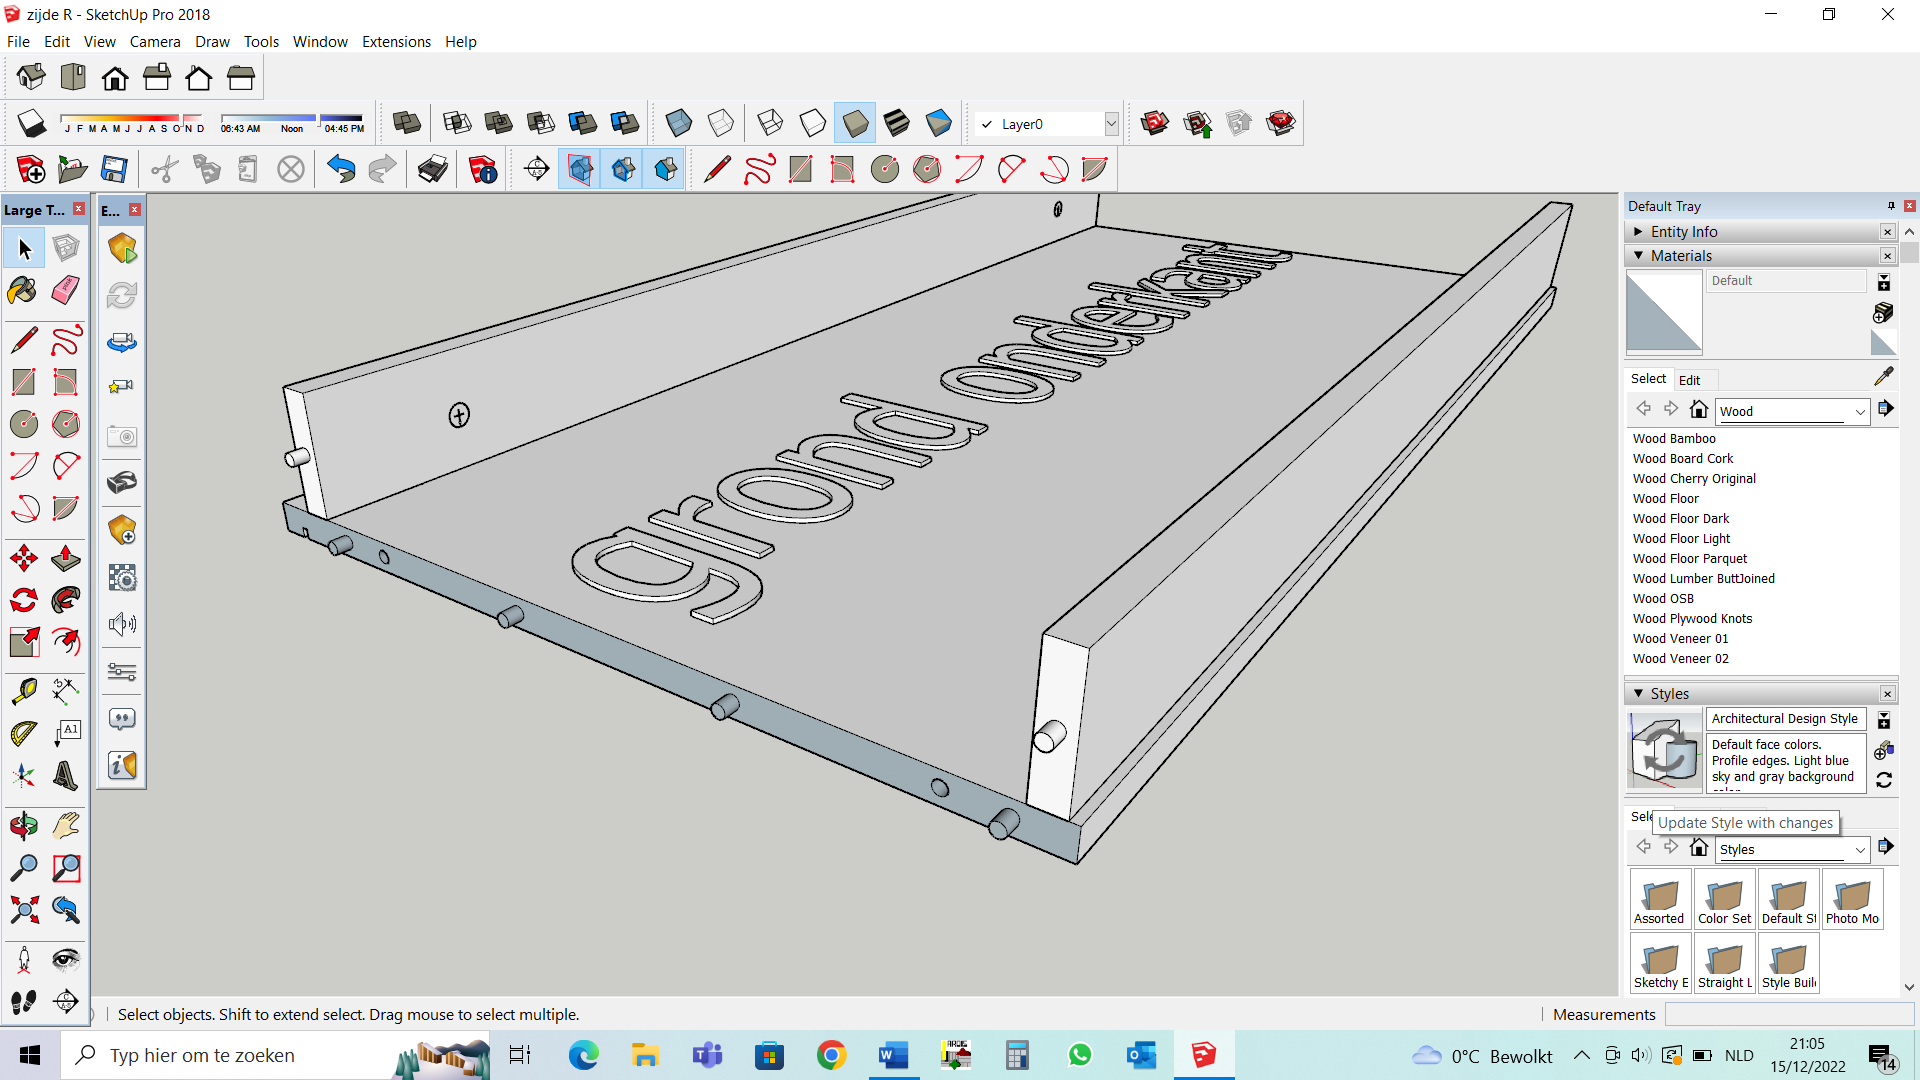 zijde R - SketchUp Pro 2018
File Edit View Camera Draw Tools Window Extensions Help
J F M A M J J A S O N D
06:43 AM Noon 04:45 PM
Layer0
Large T...
E...
Default Tray
Entity Info
Materials
Default
Select Edit
Wood
Wood Bamboo
Wood Board Cork
Wood Cherry Original
Wood Floor
Wood Floor Dark
Wood Floor Light
Wood Floor Parquet
Wood Lumber ButtJoined
Wood OSB
Wood Plywood Knots
Wood Veneer 01
Wood Veneer 02
Styles
Architectural Design Style
Default face colors.
Profile edges. Light blue
sky and gray background
Update Style with changes
Styles
Assorted Color Set Default St Photo Mo
Sketchy E Straight L Style Buil
grond onderkant
A1
Select objects. Shift to extend select. Drag mouse to select multiple.
Measurements
Typ hier om te zoeken
0°C Bewolkt
NLD
21:05
15/12/2022
14